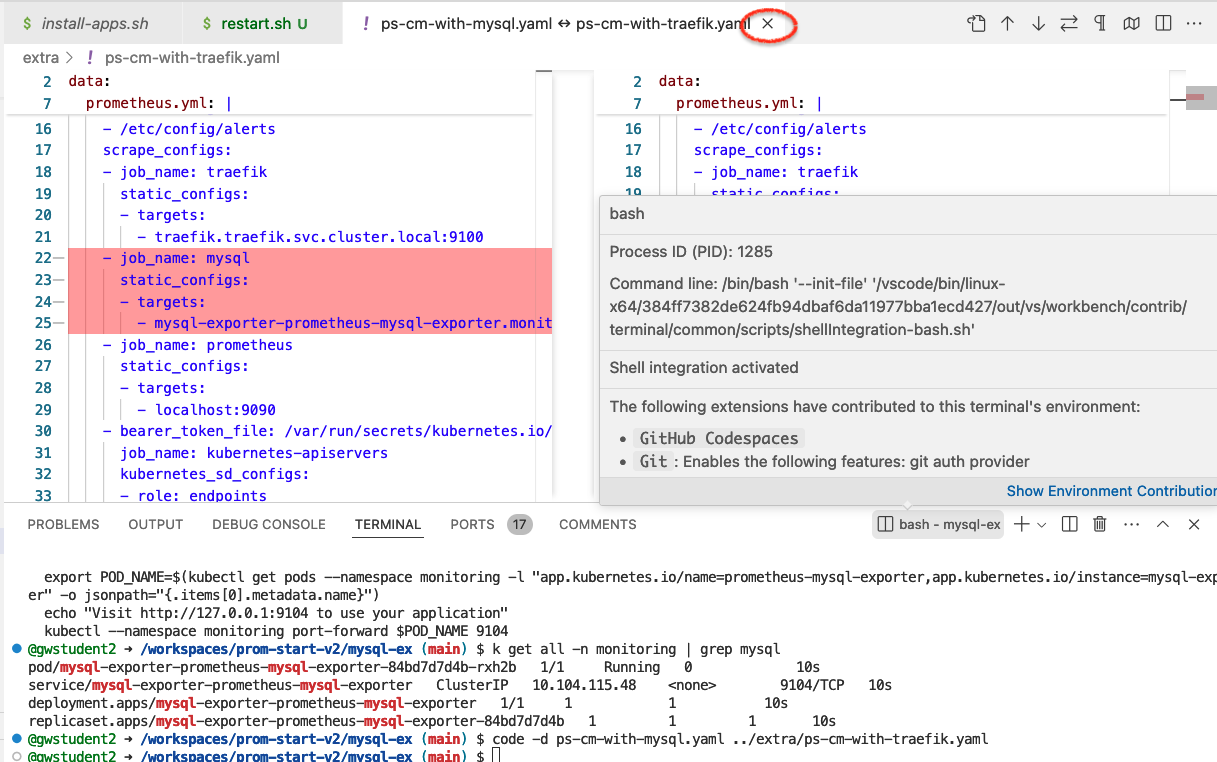 $ install-apps.sh
$ restart.sh U
! ps-cm-with-mysql.yaml ↔ ps-cm-with-traefik.yaml
extra > ! ps-cm-with-traefik.yaml
2 data:
7 prometheus.yml: |
16 - /etc/config/alerts
17 scrape_configs:
18 - job_name: traefik
19 static_configs:
20 - targets:
21 - traefik.traefik.svc.cluster.local:9100
22 - job_name: mysql
23 static_configs:
24 - targets:
25 - mysql-exporter-prometheus-mysql-exporter.monit
26 - job_name: prometheus
27 static_configs:
28 - targets:
29 - localhost:9090
30 - bearer_token_file: /var/run/secrets/kubernetes.io/
31 job_name: kubernetes-apiservers
32 kubernetes_sd_configs:
33 - role: endpoints
2 data:
7 prometheus.yml: |
16 - /etc/config/alerts
17 scrape_configs:
18 - job_name: traefik
19 static_configs:
bash
Process ID (PID): 1285
Command line: /bin/bash '--init-file' '/vscode/bin/linux-
x64/384ff7382de624fb94dbaf6da11977bba1ecd427/out/vs/workbench/contrib/
terminal/common/scripts/shellIntegration-bash.sh'
Shell integration activated
The following extensions have contributed to this terminal's environment:
• GitHub Codespaces
• Git : Enables the following features: git auth provider
Show Environment Contribution
PROBLEMS OUTPUT DEBUG CONSOLE TERMINAL PORTS 17 COMMENTS
bash - mysql-ex
export POD_NAME=$(kubectl get pods --namespace monitoring -l "app.kubernetes.io/name=prometheus-mysql-exporter,app.kubernetes.io/instance=mysql-exp
er" -o jsonpath="{.items[0].metadata.name}")
echo "Visit http://127.0.0.1:9104 to use your application"
kubectl --namespace monitoring port-forward $POD_NAME 9104
@gwstudent2 → /workspaces/prom-start-v2/mysql-ex (main) $ k get all -n monitoring | grep mysql
pod/mysql-exporter-prometheus-mysql-exporter-84bd7d7d4b-rxh2b 1/1 Running 0 10s
service/mysql-exporter-prometheus-mysql-exporter ClusterIP 10.104.115.48 <none> 9104/TCP 10s
deployment.apps/mysql-exporter-prometheus-mysql-exporter 1/1 1 1 10s
replicaset.apps/mysql-exporter-prometheus-mysql-exporter-84bd7d7d4b 1 1 1 10s
@gwstudent2 → /workspaces/prom-start-v2/mysql-ex (main) $ code -d ps-cm-with-mysql.yaml ../extra/ps-cm-with-traefik.yaml
@gwstudent2 → /workspaces/prom-start-v2/mysql-ex (main) $